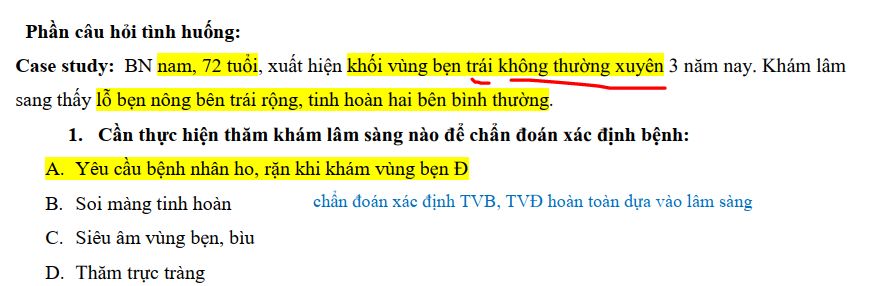 Phần câu hỏi tình huống:
Case study: BN nam, 72 tuổi, xuất hiện khối vùng bẹn trái không thường xuyên 3 năm nay. Khám lâm
sang thấy lỗ bẹn nông bên trái rộng, tinh hoàn hai bên bình thường.
1. Cần thực hiện thăm khám lâm sàng nào để chẩn đoán xác định bệnh:
A. Yêu cầu bệnh nhân ho, rặn khi khám vùng bẹn Đ
B. Soi màng tinh hoàn
chẩn đoán xác định TVB, TVĐ hoàn toàn dựa vào lâm sàng
C. Siêu âm vùng bẹn, bìu
D. Thăm trực tràng